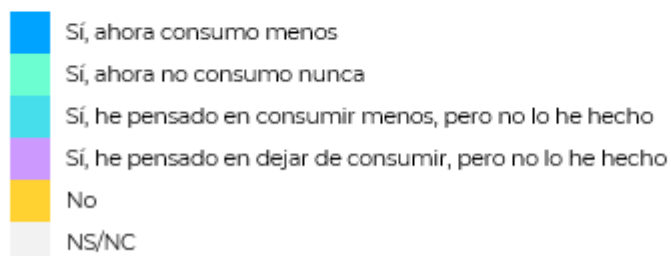 Sí, ahora consumo menos
Sí, ahora no consumo nunca
Sí, he pensado en consumir menos, pero no lo he hecho
Sí, he pensado en dejar de consumir, pero no lo he hecho
No
NS/NC